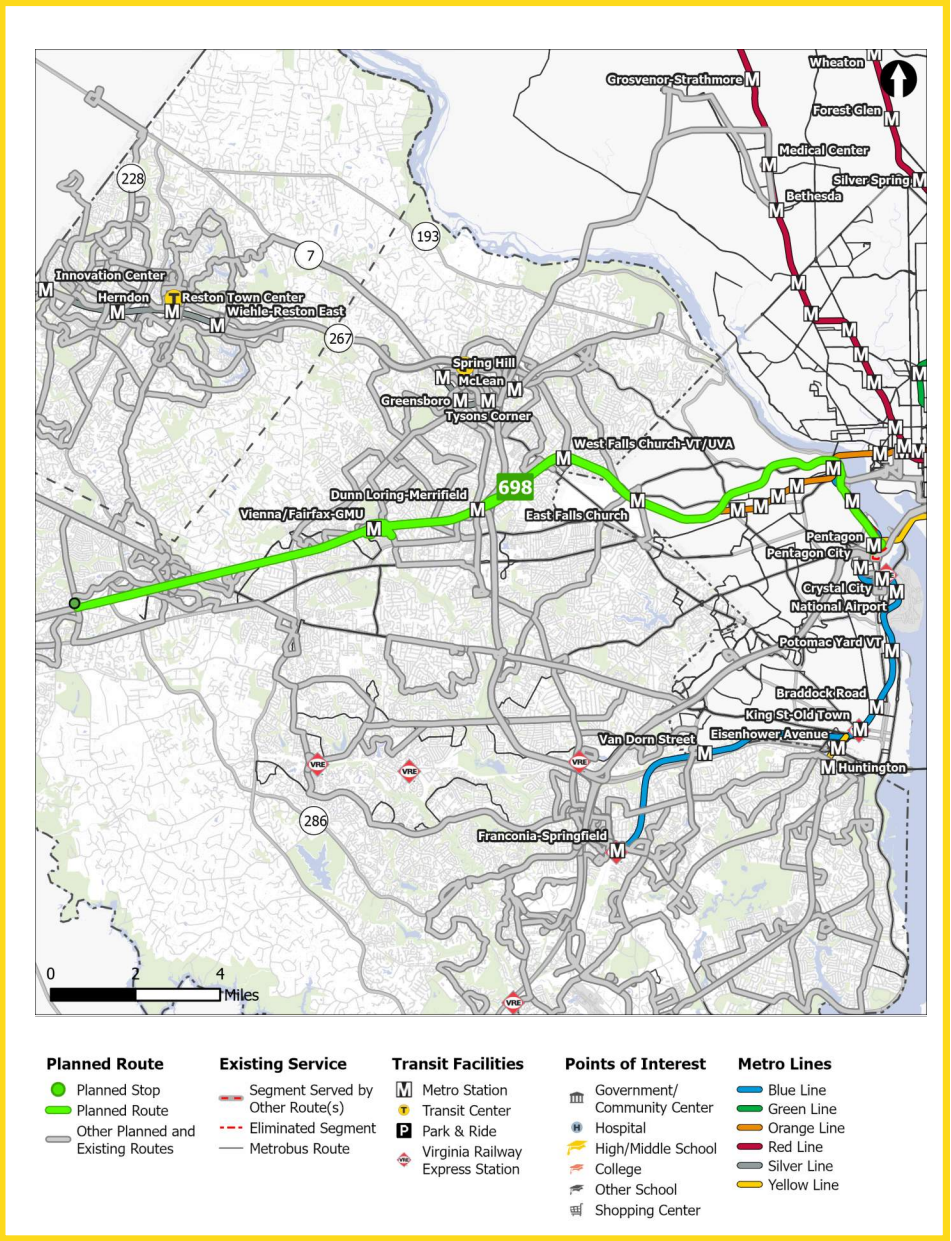 Wheaton
Grosvenor-Strathmore
Forest Glen
Medical Center
Silver Spring
Bethesda
228
193
7
Innovation Center
Herndon
T
Reston Town Center
Wiehle-Reston East
267
Spring Hill
McLean
Greensboro
Tysons Corner
West Falls Church-VT/UVA
698
Dunn Loring-Merrifield
Vienna/Fairfax-GMU
East Falls Church
Pentagon
Pentagon City
Crystal City
National Airport
Potomac Yard VT
Braddock Road
King St-Old Town
Van Dorn Street
Eisenhower Avenue
Huntington
VRE
VRE
VRE
286
Franconia-Springfield
0 2 4
Miles
VRE
Planned Route
Planned Stop
Planned Route
Other Planned and
Existing Routes
Existing Service
Segment Served by
Other Route(s)
Eliminated Segment
Metrobus Route
Transit Facilities
M Metro Station
T Transit Center
P Park & Ride
VRE Virginia Railway
Express Station
Points of Interest
Government/
Community Center
H Hospital
High/Middle School
College
Other School
Shopping Center
Metro Lines
Blue Line
Green Line
Orange Line
Red Line
Silver Line
Yellow Line